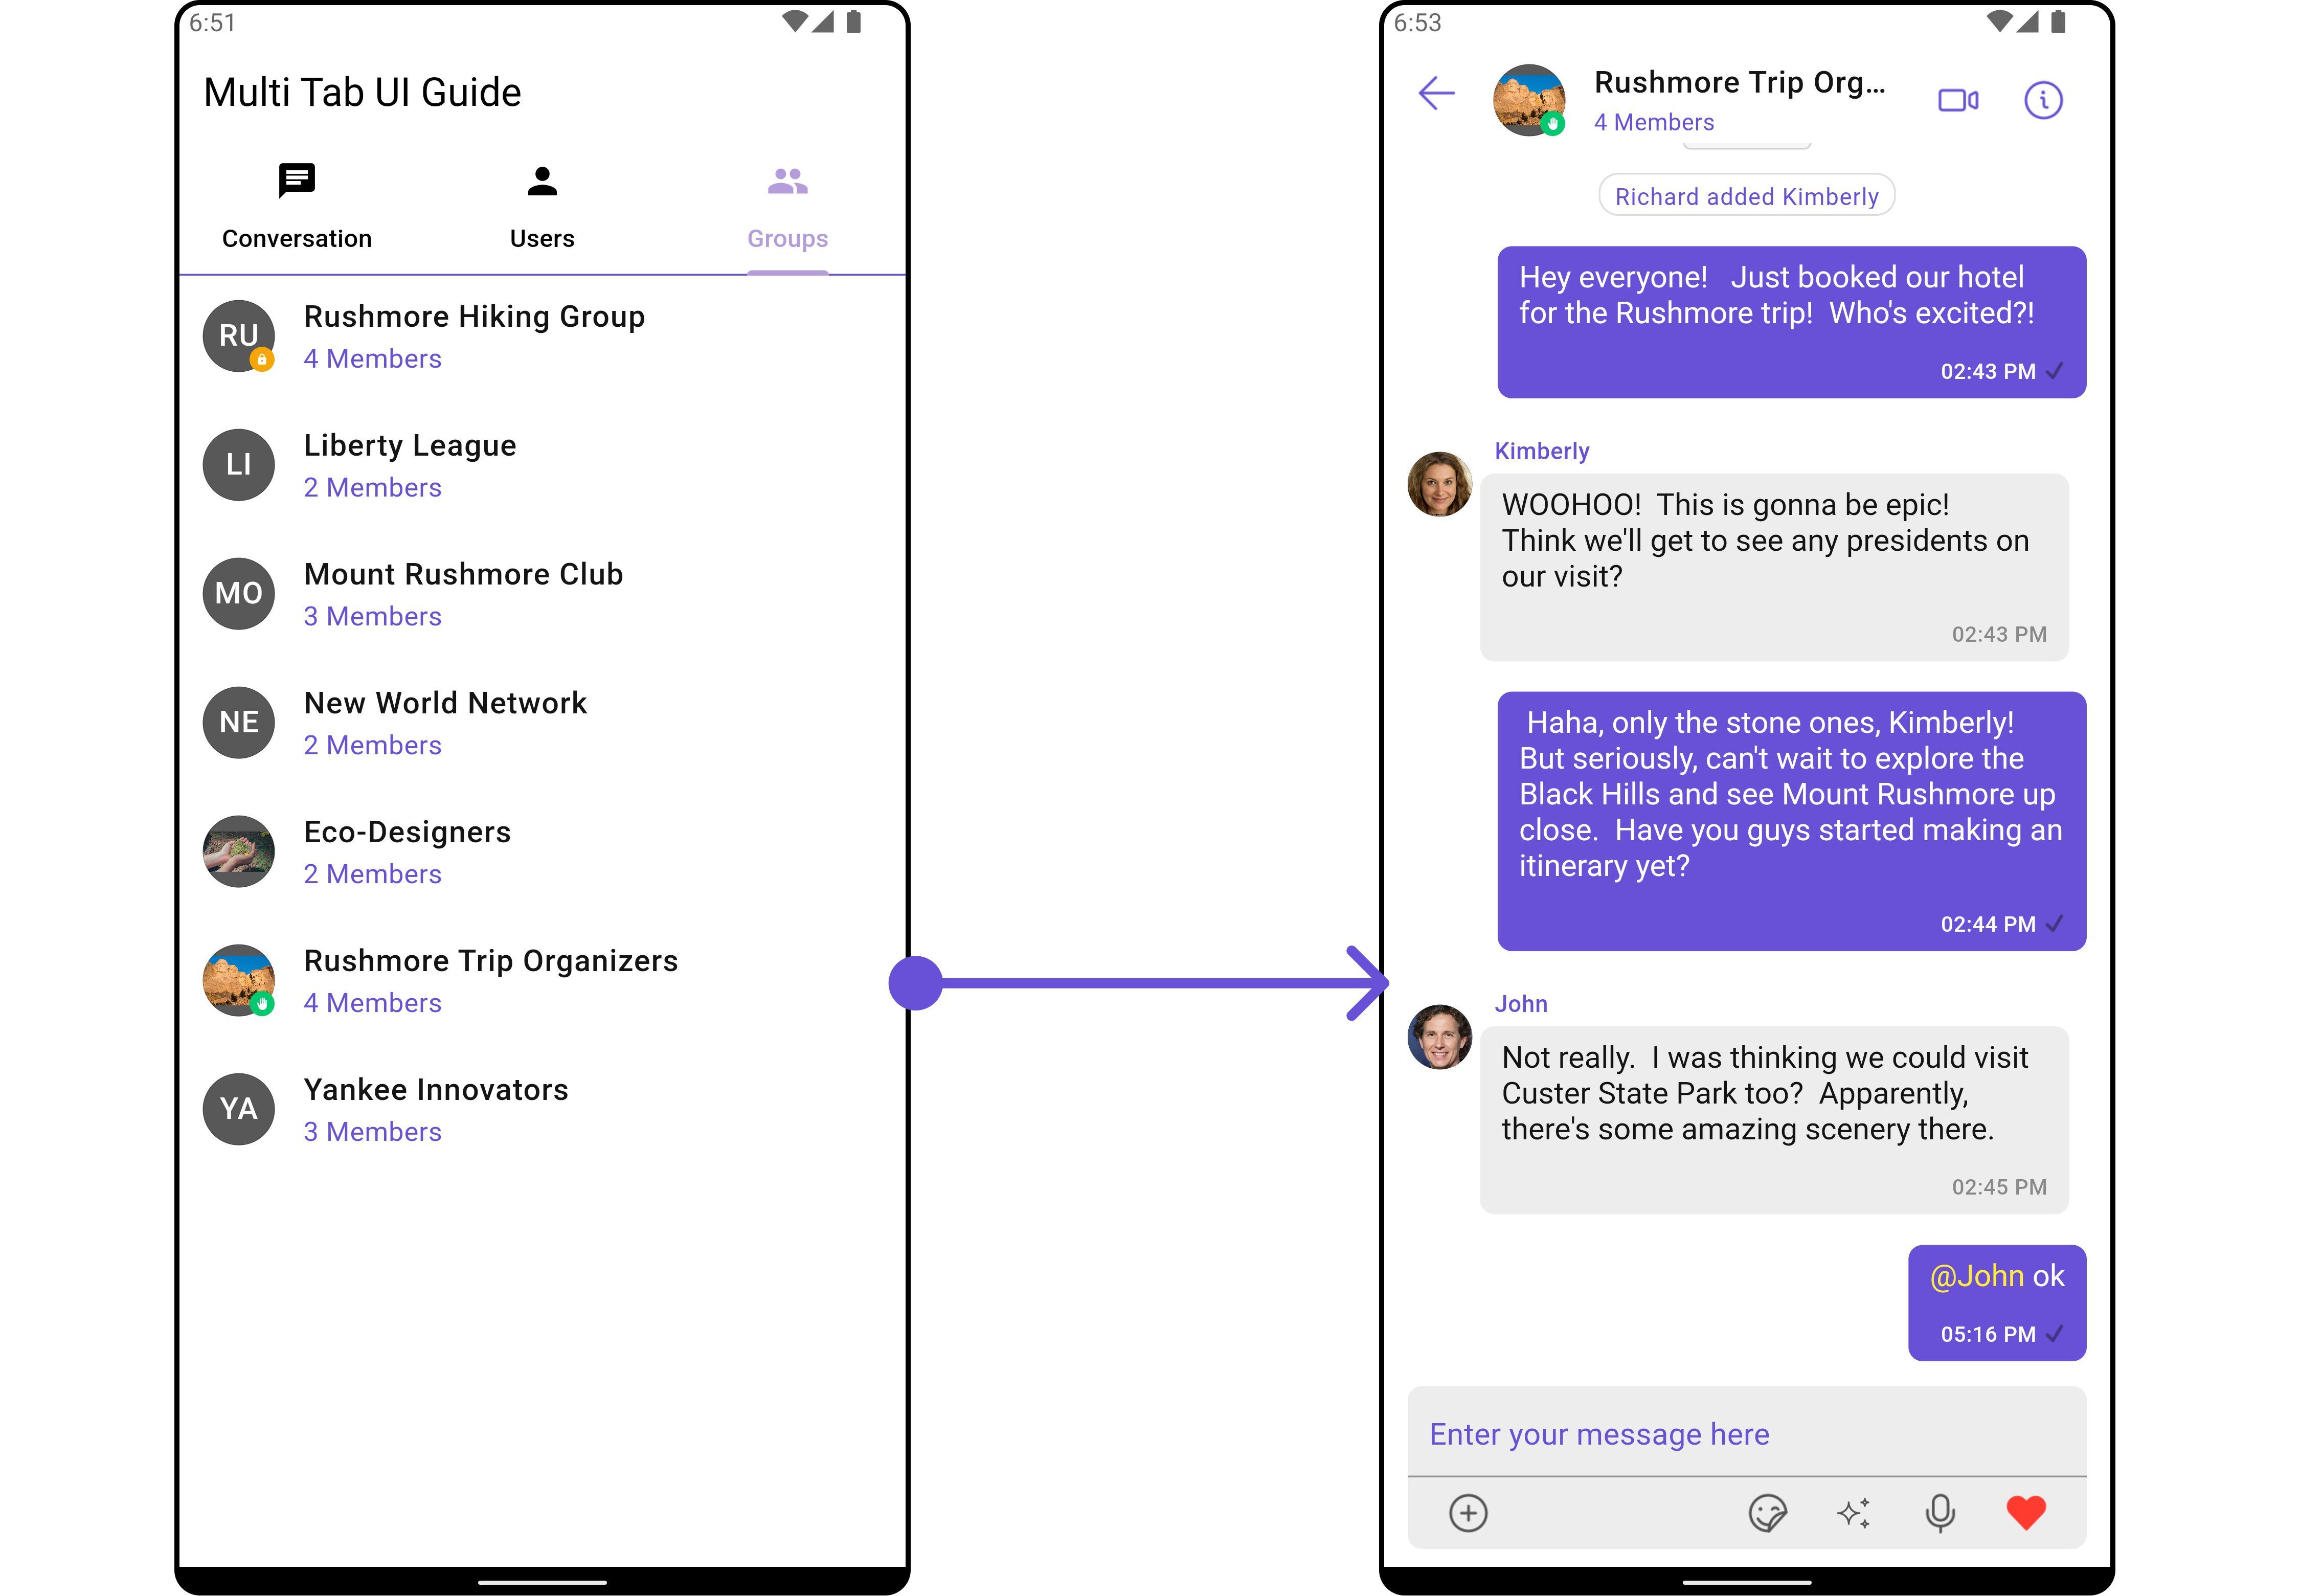 6:51
Multi Tab UI Guide
Conversation
Users
Groups
RU
Rushmore Hiking Group
4 Members
LI
Liberty League
2 Members
MO
Mount Rushmore Club
3 Members
NE
New World Network
2 Members
Eco-Designers
2 Members
Rushmore Trip Organizers
4 Members
YA
Yankee Innovators
3 Members
6:53
Rushmore Trip Org...
4 Members
Richard added Kimberly
Hey everyone!   Just booked our hotel
for the Rushmore trip!  Who's excited?!
02:43 PM
Kimberly
WOOHOO!  This is gonna be epic!
Think we'll get to see any presidents on
our visit?
02:43 PM
Haha, only the stone ones, Kimberly!
But seriously, can't wait to explore the
Black Hills and see Mount Rushmore up
close.  Have you guys started making an
itinerary yet?
02:44 PM
John
Not really.  I was thinking we could visit
Custer State Park too?  Apparently,
there's some amazing scenery there.
02:45 PM
@John ok
05:16 PM
Enter your message here